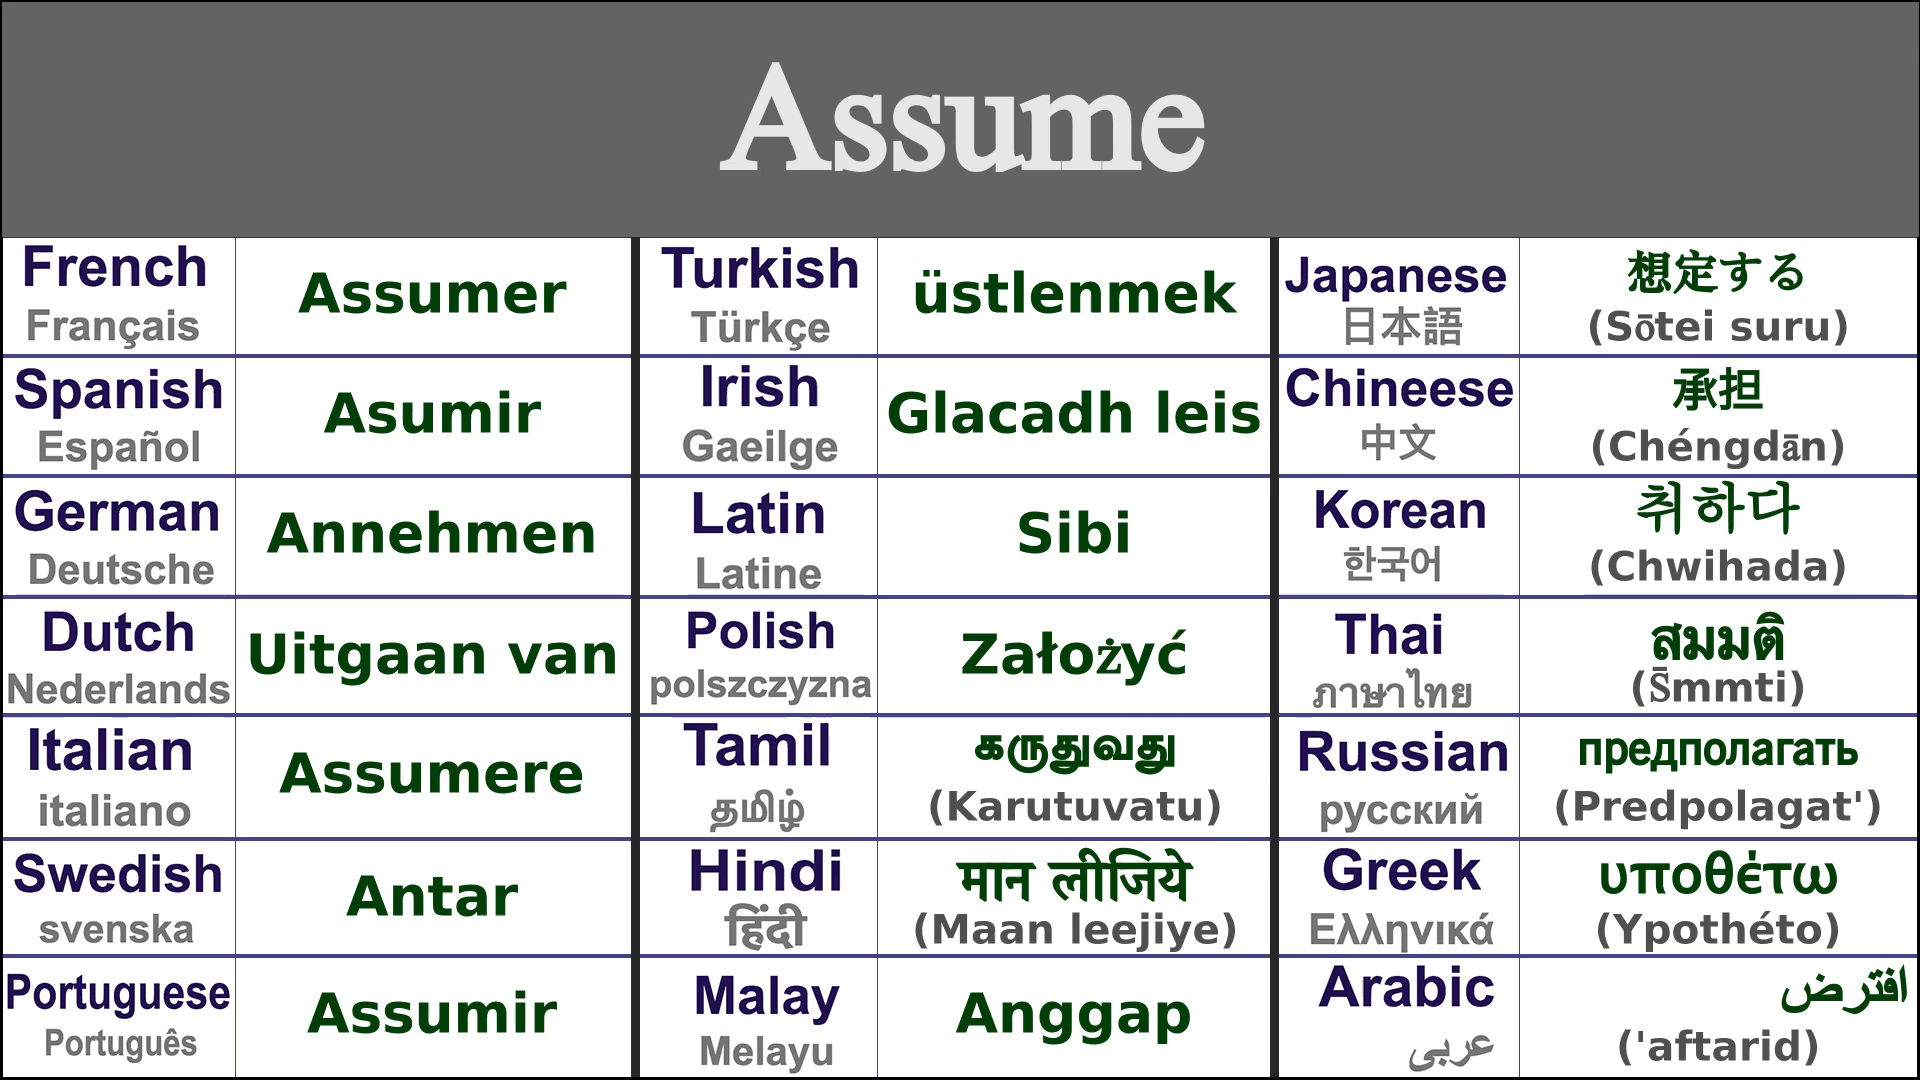 Assume
French
Français
Assumer
Turkish
Türkçe
üstlenmek
Japanese
日本語
想定する
(Sōtei suru)
Spanish
Español
Asumir
Irish
Gaeilge
Glacadh leis
Chineese
中文
承担
(Chéngdān)
German
Deutsche
Annehmen
Latin
Latine
Sibi
Korean
한국어
취하다
(Chwihada)
Dutch
Nederlands
Uitgaan van
Polish
polszczyzna
Założyć
Thai
ภาษาไทย
สมมติ
(S̄mmti)
Italian
italiano
Assumere
Tamil
தமிழ்
கருதுவது
(Karutuvatu)
Russian
русский
предполагать
(Predpolagat')
Swedish
svenska
Antar
Hindi
हिंदी
मान लीजिये
(Maan leejiye)
Greek
Ελληνικά
υποθέτω
(Ypothéto)
Portuguese
Português
Assumir
Malay
Melayu
Anggap
Arabic
عربى
افترض
('aftarid)